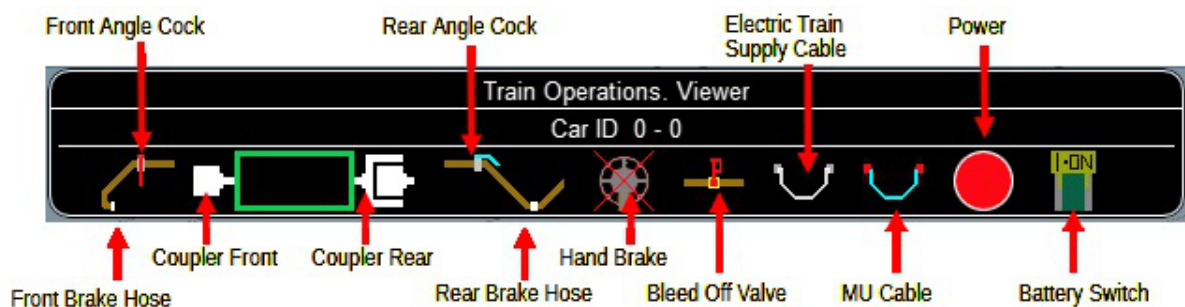 Front Angle Cock
Rear Angle Cock
Electric Train
Supply Cable
Power
Train Operations. Viewer
Car ID 0 - 0
I·ON
Coupler Front
Coupler Rear
Hand Brake
Front Brake Hose
Rear Brake Hose
Bleed Off Valve
MU Cable
Battery Switch